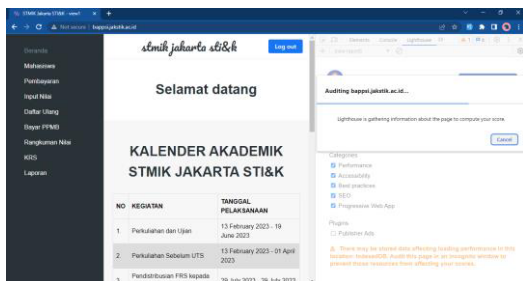 STMIK Jakarta STI&K - view1
Not secure | bappsi.jakstik.ac.id
Beranda
Mahasiswa
Pembayaran
Input Nilai
Daftar Ulang
Bayar PPMB
Rangkuman Nilai
KRS
Laporan
stmik jakarta sti&k
Log out
Selamat datang
KALENDER AKADEMIK
STMIK JAKARTA STI&K
NO KEGIATAN TANGGAL PELAKSANAAN
1. Perkuliahan dan Ujian 13 February 2023 - 19 June 2023
2. Perkuliahan Sebelum UTS 13 February 2023 - 01 April 2023
Pendistribusian FRS kepada
Elements Console Lighthouse
Auditing bappsi.jakstik.ac.id...
Lighthouse is gathering information about the page to compute your score.
Cancel
Categories
Performance
Accessibility
Best practices
SEO
Progressive Web App
Plugins
Publisher Ads
There may be stored data affecting loading performance in this
location: IndexedDB. Audit this page in an incognito window to
prevent those resources from affecting your scores.